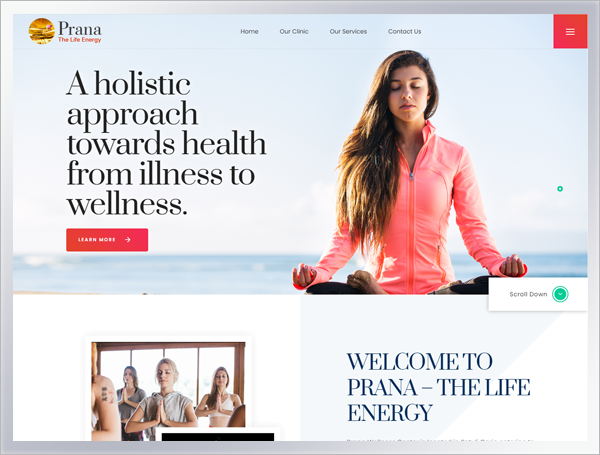 Prana
The Life Energy
Home Our Clinic Our Services Contact Us
A holistic
approach
towards health
from illness to
wellness.
LEARN MORE
Scroll Down
WELCOME TO
PRANA – THE LIFE
ENERGY